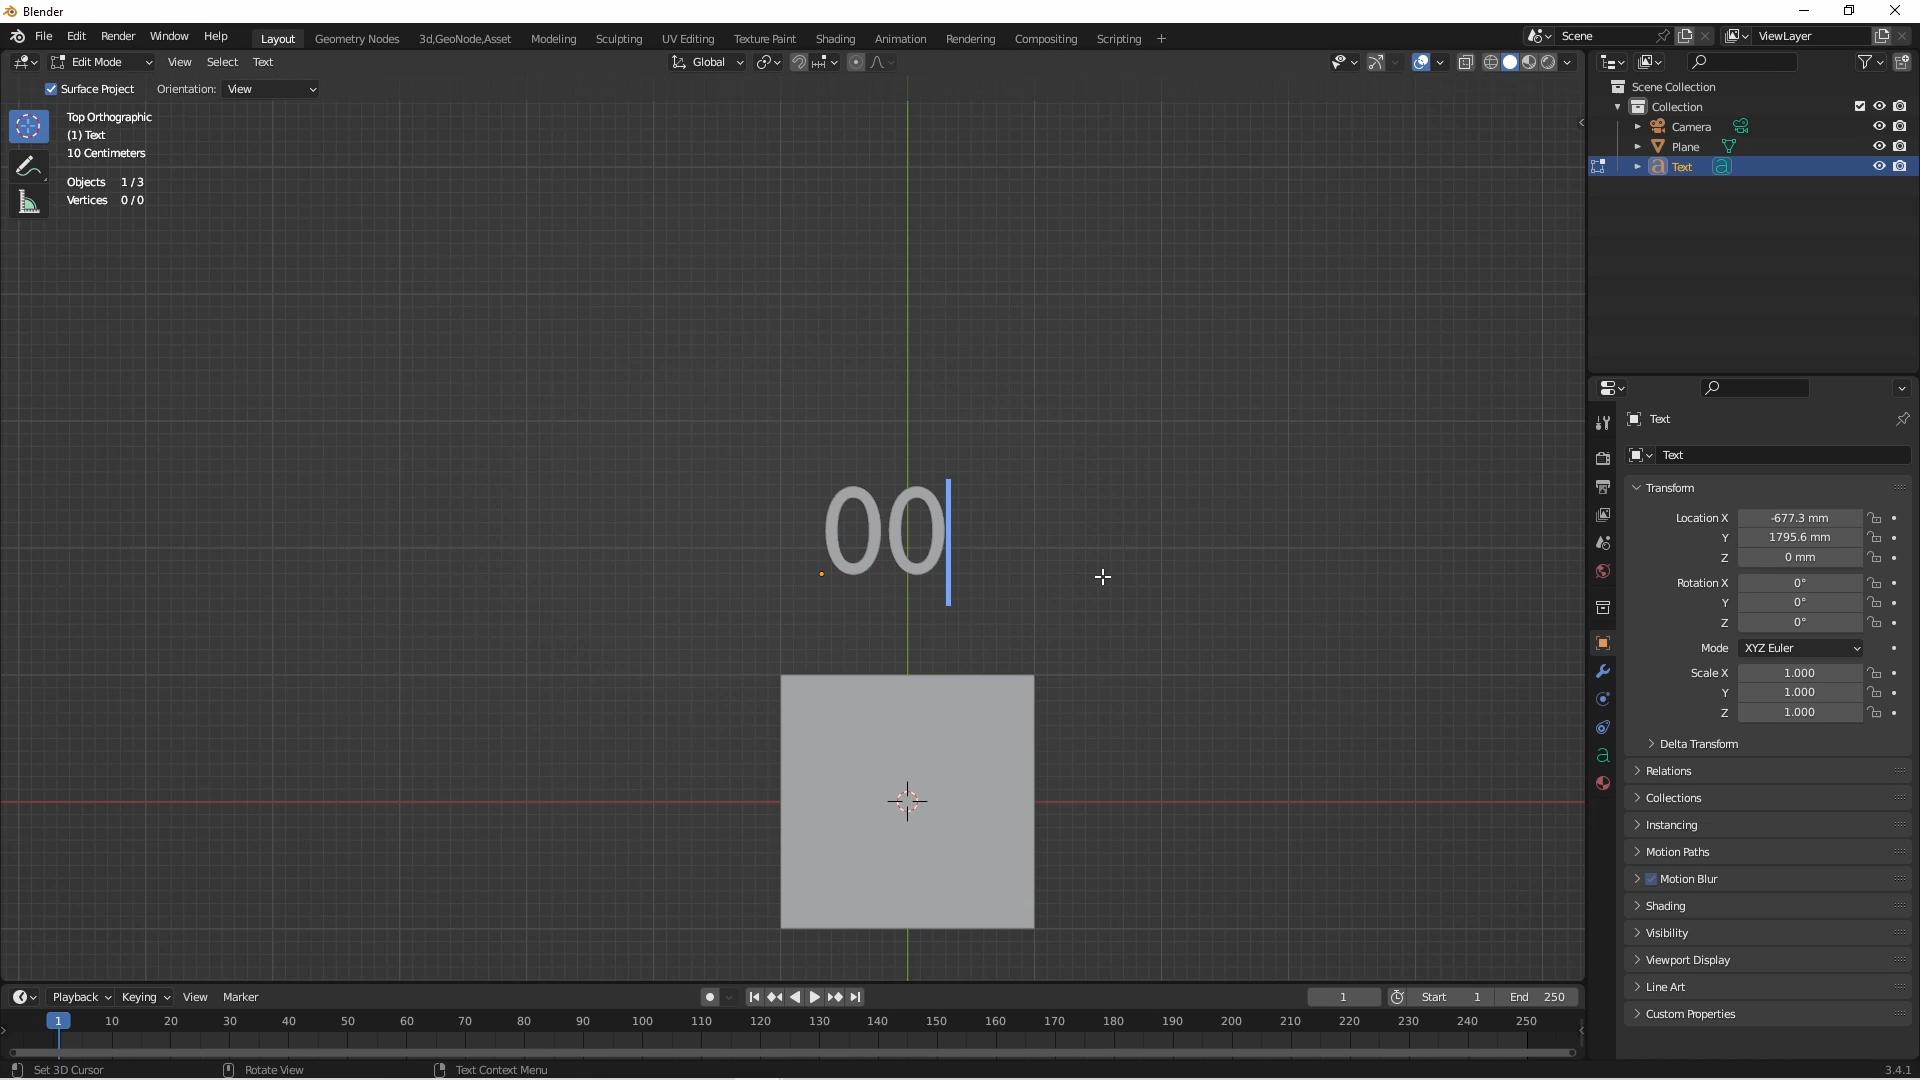 Blender
File Edit Render Window Help Layout Geometry Nodes 3d,GeoNode,Asset Modeling Sculpting UV Editing Texture Paint Shading Animation Rendering Compositing Scripting + Scene ViewLayer
Edit Mode View Select Text Global
Surface Project Orientation: View
Top Orthographic
(1) Text
10 Centimeters
Objects 1/3
Vertices 0/0
00
Scene Collection
Collection
Camera
Plane
Text
Text
Text
Transform
Location X -677.3 mm
Y 1795.6 mm
Z 0 mm
Rotation X 0°
Y 0°
Z 0°
Mode XYZ Euler
Scale X 1.000
Y 1.000
Z 1.000
Delta Transform
Relations
Collections
Instancing
Motion Paths
Motion Blur
Shading
Visibility
Viewport Display
Line Art
Custom Properties
Playback Keying View Marker 1 Start 1 End 250
1 10 20 30 40 50 60 70 80 90 100 110 120 130 140 150 160 170 180 190 200 210 220 230 240 250
Set 3D Cursor Rotate View Text Context Menu 3.4.1